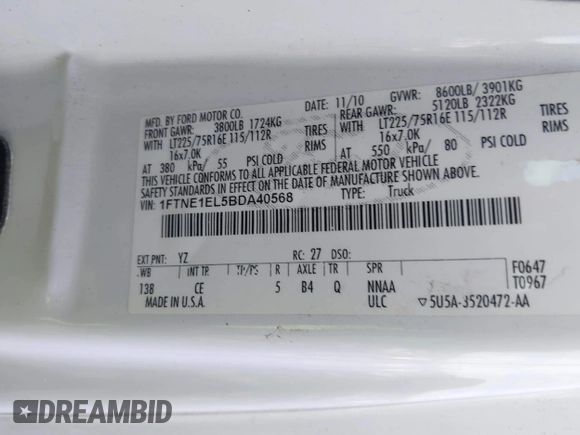 MFD. BY FORD MOTOR CO.
DATE: 11/10
GVWR: 8600LB/ 3901KG
FRONT GAWR: 3800LB 1724KG
REAR GAWR: 5120LB 2322KG
WITH LT225/75R16E 115/112R TIRES
WITH LT225/75R16E 115/112R TIRES
16x7.0K RIMS
16x7.0K RIMS
AT 380 kPa/ 55 PSI COLD
AT 550 kPa/ 80 PSI COLD
THIS VEHICLE CONFORMS TO ALL APPLICABLE FEDERAL MOTOR VEHICLE
SAFETY STANDARDS IN EFFECT ON THE DATE OF MANUFACTURE SHOWN ABOVE.
VIN: 1FTNE1EL5BDA40568
TYPE: Truck
EXT PNT: YZ RC: 27 DSO:
WB INT TR TP/PS R AXLE TR SPR
138 CE 5 B4 Q NNAA
F0647
T0967
MADE IN U.S.A.
ULC ▽5U5A-3520472-AA
DREAMBID